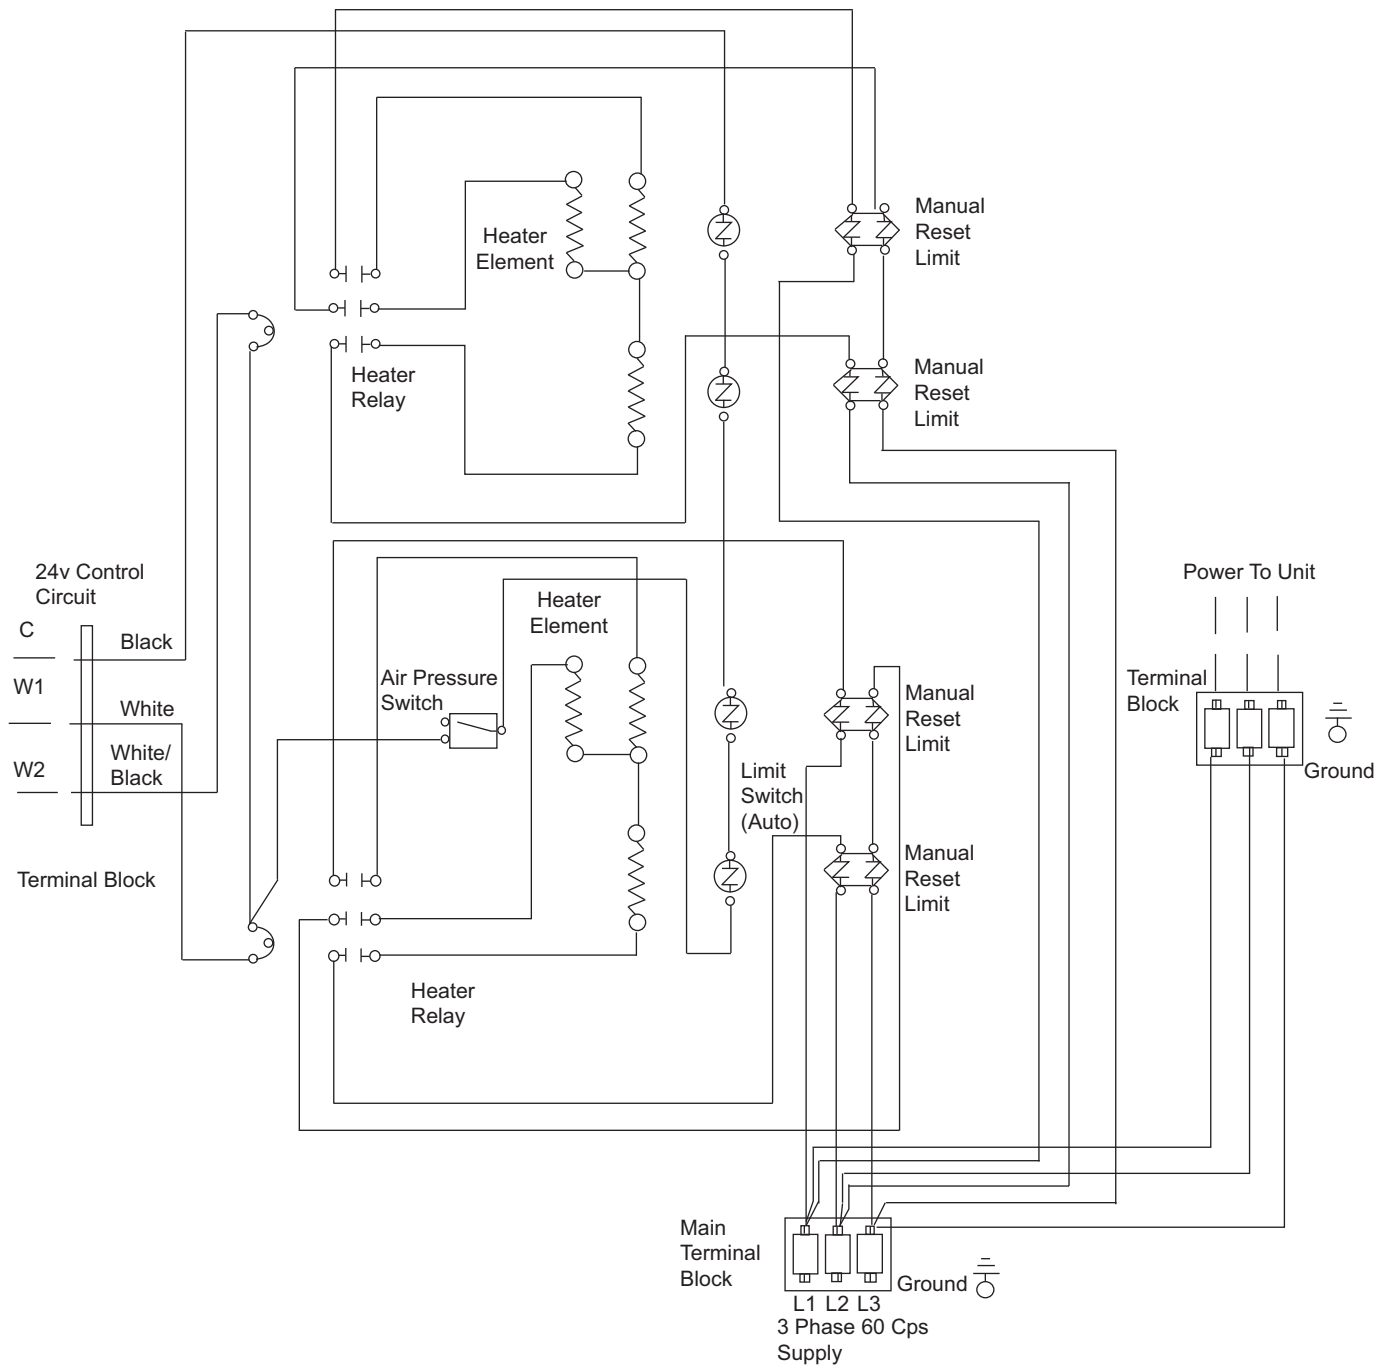 Manual
Reset
Limit
Heater
Element
Manual
Reset
Limit
Heater
Relay
24v Control
Circuit
C
Black
W1
White
White/
Black
W2
Terminal Block
Heater
Element
Air Pressure
Switch
Manual
Reset
Limit
Limit
Switch
(Auto)
Manual
Reset
Limit
Heater
Relay
Power To Unit
Terminal
Block
Ground
Main
Terminal
Block
Ground
L1 L2 L3
3 Phase 60 Cps
Supply